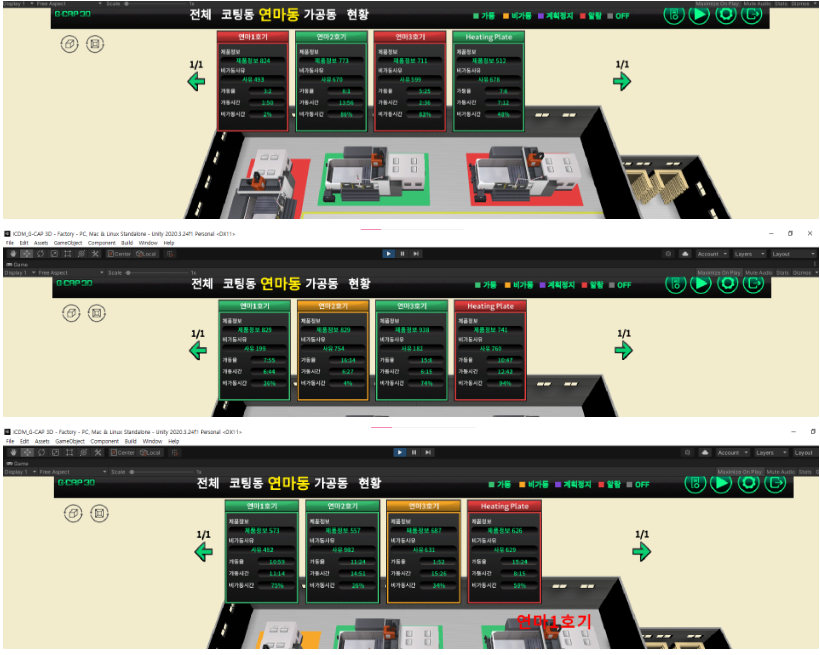 Display 1 Free Aspect Scale 1x Maximize On Play Mute Audio Stats Gizmos
G-CAP 3D 전체 코팅동 연마동 가공동 현황 가동 비가동 계획정지 알람 OFF
1/1 1/1
연마1호기 연마2호기 연마3호기 Heating Plate
제품정보 제품정보 제품정보 제품정보
제품정보 824 제품정보 773 제품정보 711 제품정보 512
비가동사유 비가동사유 비가동사유 비가동사유
사유 493 사유 670 사유 599 사유 678
가동율 3:2 가동율 9:3 가동율 5:25 가동율 7:6
가동시간 2:50 가동시간 13:56 가동시간 2:36 가동시간 7:12
비가동시간 2% 비가동시간 86% 비가동시간 82% 비가동시간 48%
ICDM_G-CAP 3D - Factory - PC, Mac & Linux Standalone - Unity 2020.3.24f1 Personal <DX11>
File Edit Assets GameObject Component Build Window Help
Center Local Account Layers Layout
Game
Display 1 Free Aspect Scale 1x Maximize On Play Mute Audio Stats Gizmos
G-CAP 3D 전체 코팅동 연마동 가공동 현황 가동 비가동 계획정지 알람 OFF
1/1 1/1
연마1호기 연마2호기 연마3호기 Heating Plate
제품정보 제품정보 제품정보 제품정보
제품정보 829 제품정보 829 제품정보 938 제품정보 741
비가동사유 비가동사유 비가동사유 비가동사유
사유 199 사유 754 사유 182 사유 763
가동율 7:55 가동율 16:14 가동율 15:8 가동율 10:47
가동시간 6:44 가동시간 6:27 가동시간 6:15 가동시간 12:43
비가동시간 26% 비가동시간 4% 비가동시간 74% 비가동시간 94%
ICDM_G-CAP 3D - Factory - PC, Mac & Linux Standalone - Unity 2020.3.24f1 Personal <DX11>
File Edit Assets GameObject Component Build Window Help
Center Local Account Layers Layout
Game
Display 1 Free Aspect Scale 1x Maximize On Play Mute Audio Stats
G-CAP 3D 전체 코팅동 연마동 가공동 현황 가동 비가동 계획정지 알람 OFF
1/1 1/1
연마1호기 연마2호기 연마3호기 Heating Plate
제품정보 제품정보 제품정보 제품정보
제품정보 573 제품정보 557 제품정보 687 제품정보 626
비가동사유 비가동사유 비가동사유 비가동사유
사유 492 사유 982 사유 631 사유 629
가동율 10:59 가동율 11:24 가동율 1:52 가동율 15:24
가동시간 11:14 가동시간 14:51 가동시간 15:26 가동시간 8:15
비가동시간 75% 비가동시간 26% 비가동시간 34% 비가동시간 50%
연마1호기